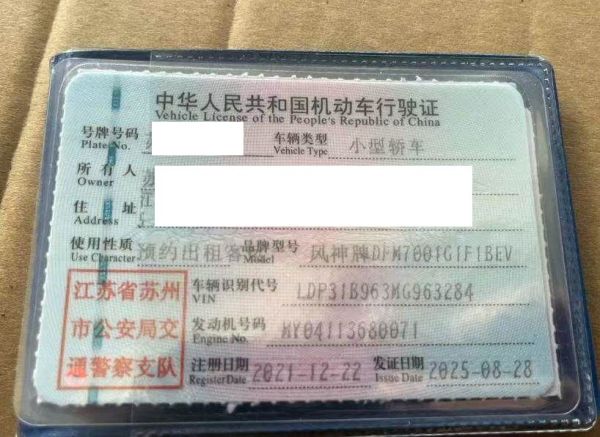 中华人民共和国机动车行驶证
Vehicle License of the People's Republic of China
号牌号码 车辆类型 小型轿车
Plate No. Vehicle Type
所有人 苏
Owner
住址 江
Address
使用性质 预约出租客 品牌型号 风神牌DFM7001G1F1BEV
Use Character Model
江苏省苏州 车辆识别代号 LDP31B963MG963284
VIN
市公安局交 发动机号码 MY04113680071
Engine No.
通警察支队 注册日期 2021-12-22 发证日期 2025-08-28
Register Date Issue Date